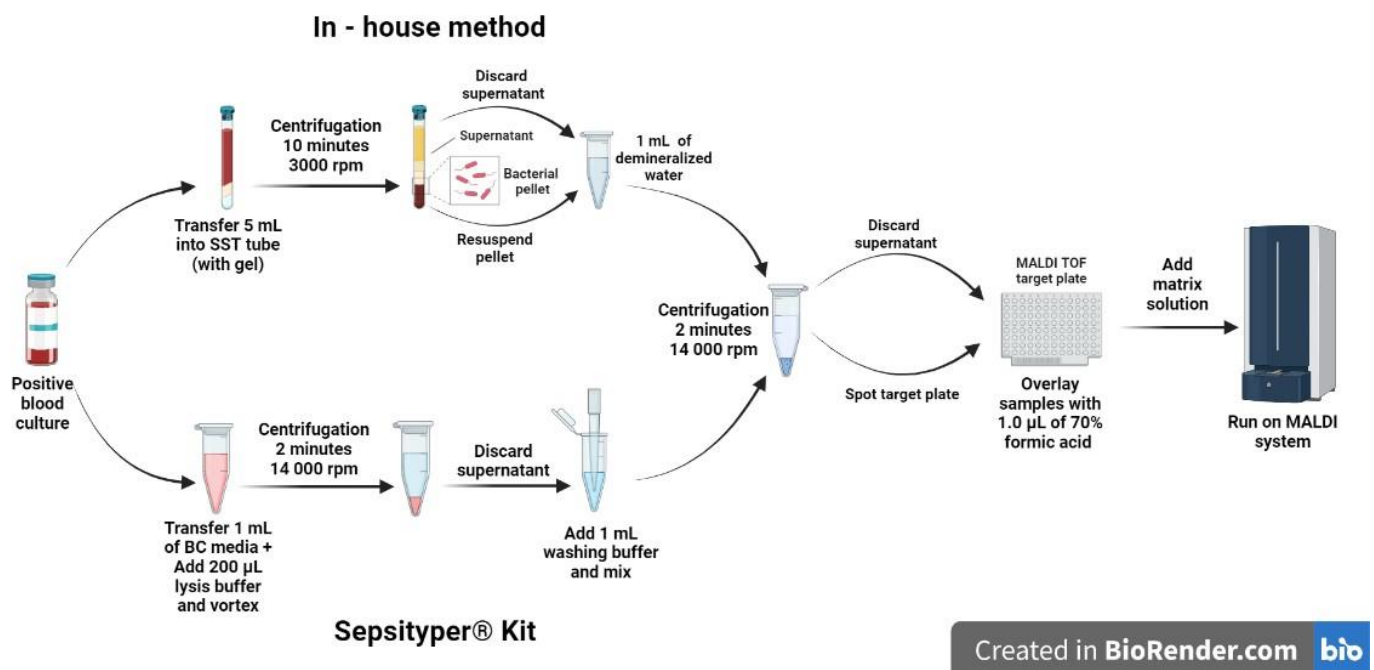 In - house method
Discard
supernatant
Centrifugation
10 minutes
3000 rpm
Supernatant
Bacterial
pellet
1 mL of
demineralized
water
Transfer 5 mL
into SST tube
(with gel)
Resuspend
pellet
Positive
blood
culture
Centrifugation
2 minutes
14 000 rpm
Discard
supernatant
Spot target plate
MALDI TOF
target plate
Overlay
samples with
1.0 µL of 70%
formic acid
Add
matrix
solution
Run on MALDI
system
Centrifugation
2 minutes
14 000 rpm
Discard
supernatant
Transfer 1 mL
of BC media +
Add 200 µL
lysis buffer
and vortex
Add 1 mL
washing buffer
and mix
Sepsityper® Kit
Created in BioRender.com bio